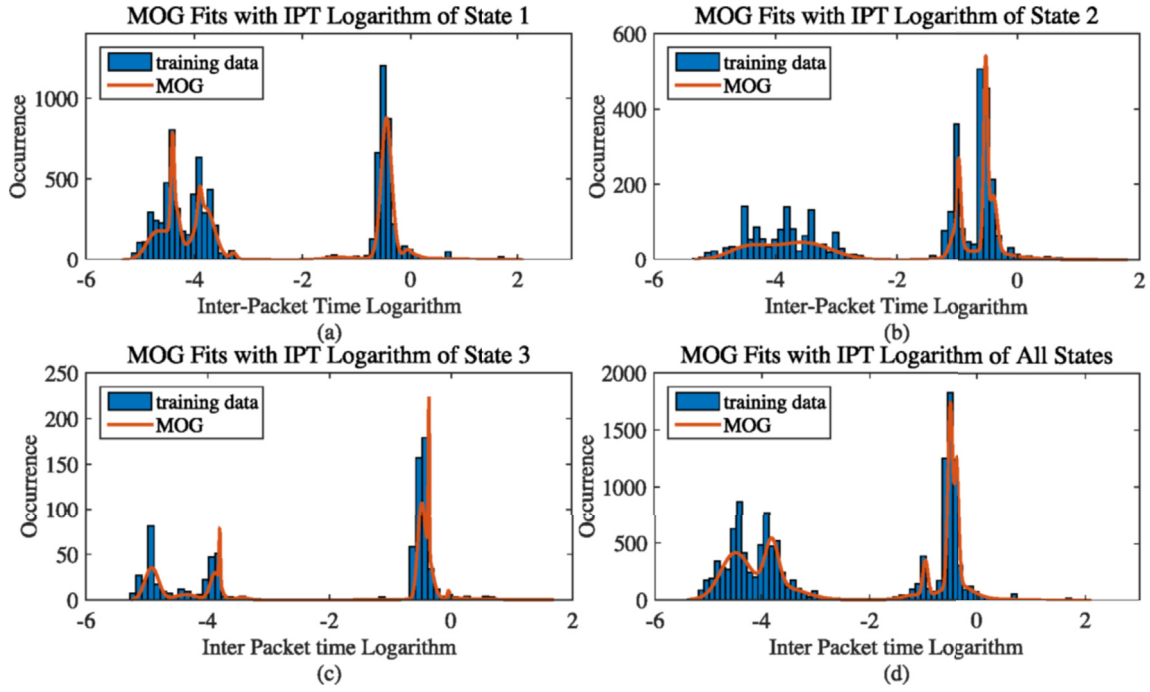 MOG Fits with IPT Logarithm of State 1
training data
MOG
Occurrence
1000
500
0
-6 -4 -2 0 2
Inter-Packet Time Logarithm
(a)
MOG Fits with IPT Logarithm of State 2
training data
MOG
Occurrence
600
400
200
0
-6 -4 -2 0 2
Inter-Packet Time Logarithm
(b)
MOG Fits with IPT Logarithm of State 3
training data
MOG
Occurrence
250
200
150
100
50
0
-6 -4 -2 0 2
Inter Packet time Logarithm
(c)
MOG Fits with IPT Logarithm of All States
training data
MOG
Occurrence
2000
1500
1000
500
0
-6 -4 -2 0 2
Inter Packet time Logarithm
(d)